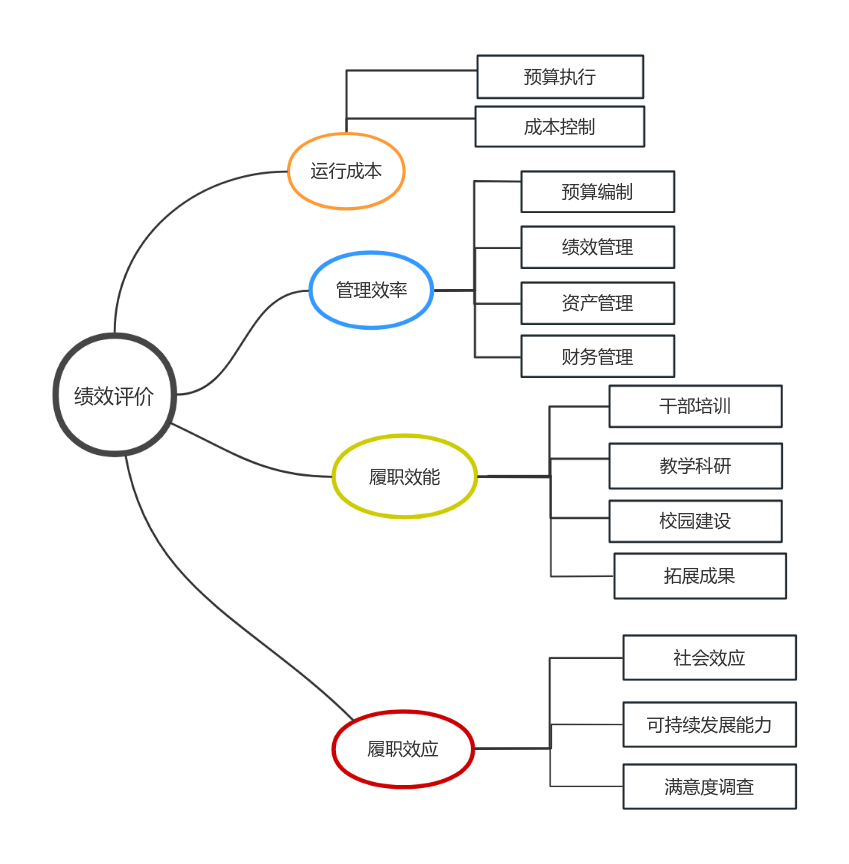 绩效评价
运行成本
预算执行
成本控制
管理效率
预算编制
绩效管理
资产管理
财务管理
履职效能
干部培训
教学科研
校园建设
拓展成果
履职效应
社会效应
可持续发展能力
满意度调查